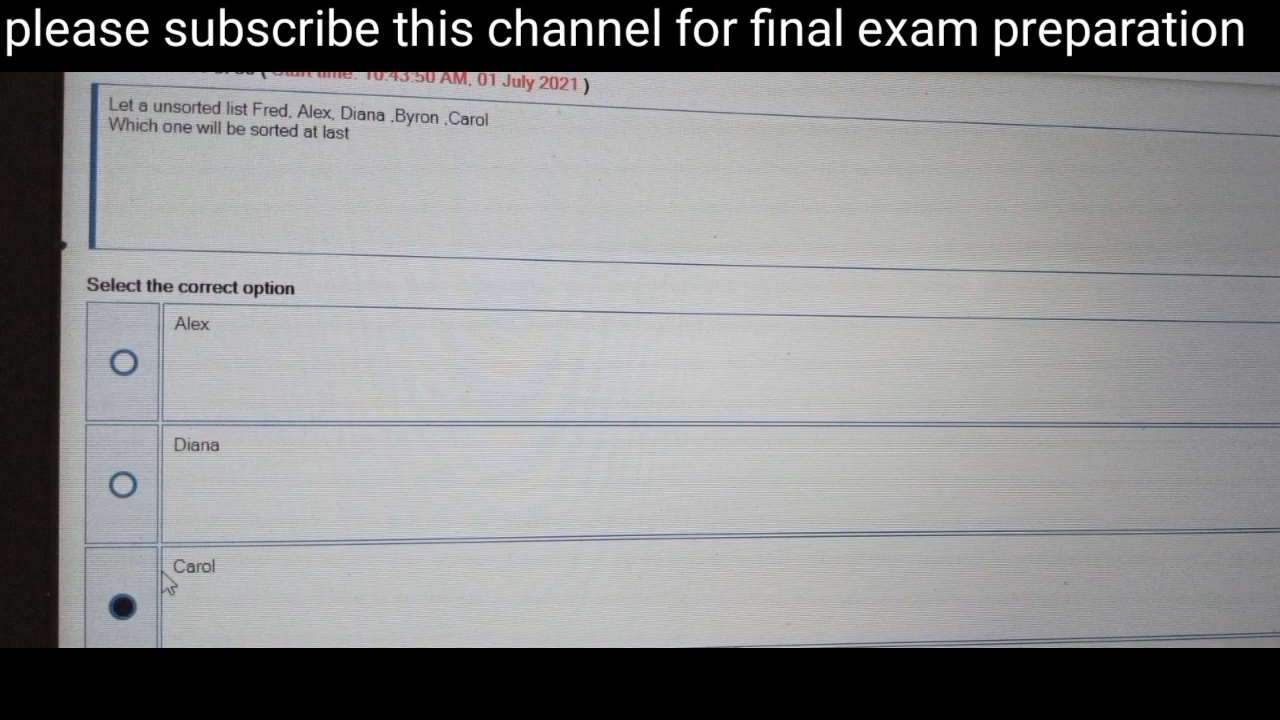 please subscribe this channel for final exam preparation
time: 10:43:50 AM, 01 July 2021 )
Let a unsorted list Fred, Alex, Diana ,Byron ,Carol
Which one will be sorted at last
Select the correct option
Alex
Diana
Carol